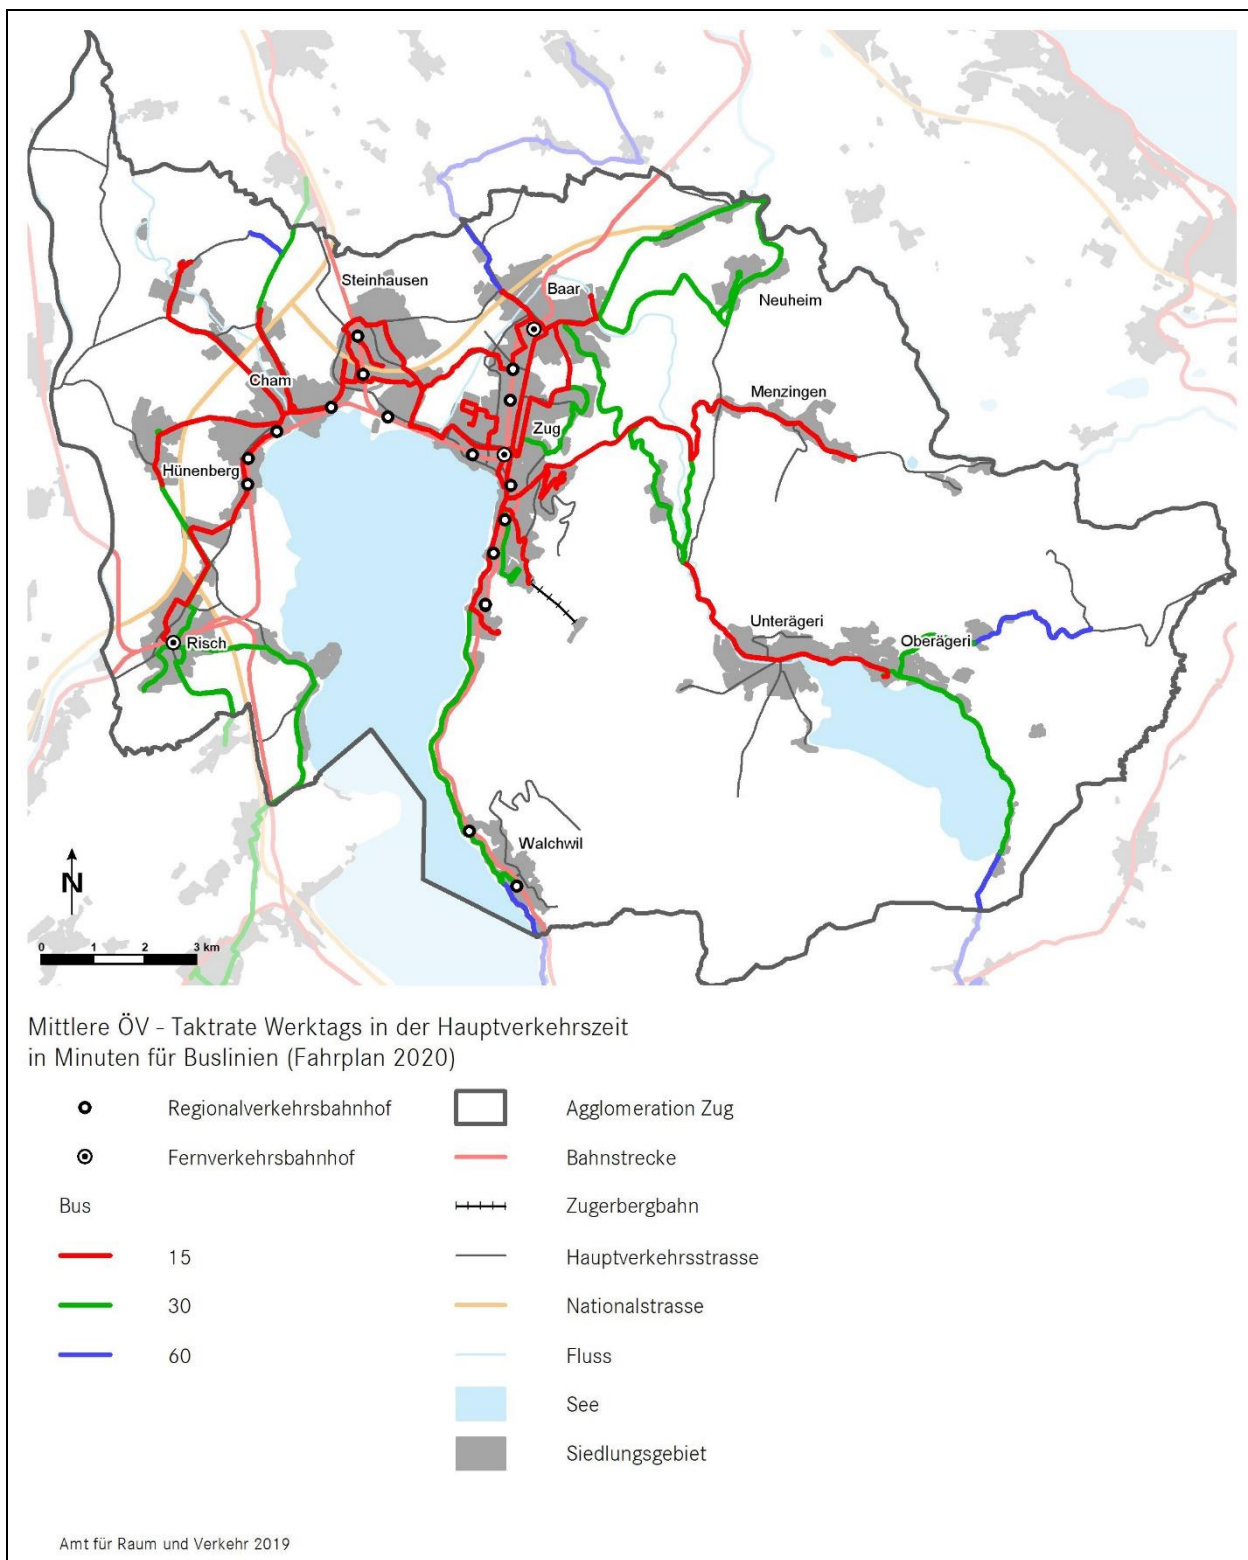 Steinhausen
Baar
Neuheim
Cham
Menzingen
Zug
Hünenberg
Unterägeri
Oberägeri
Risch
Walchwil
N
0 1 2 3 km
Mittlere ÖV - Taktrate Werktags in der Hauptverkehrszeit
in Minuten für Buslinien (Fahrplan 2020)
Regionalverkehrsbahnhof
Agglomeration Zug
Fernverkehrsbahnhof
Bahnstrecke
Bus
Zugerbergbahn
15
Hauptverkehrsstrasse
30
Nationalstrasse
60
Fluss
See
Siedlungsgebiet
Amt für Raum und Verkehr 2019